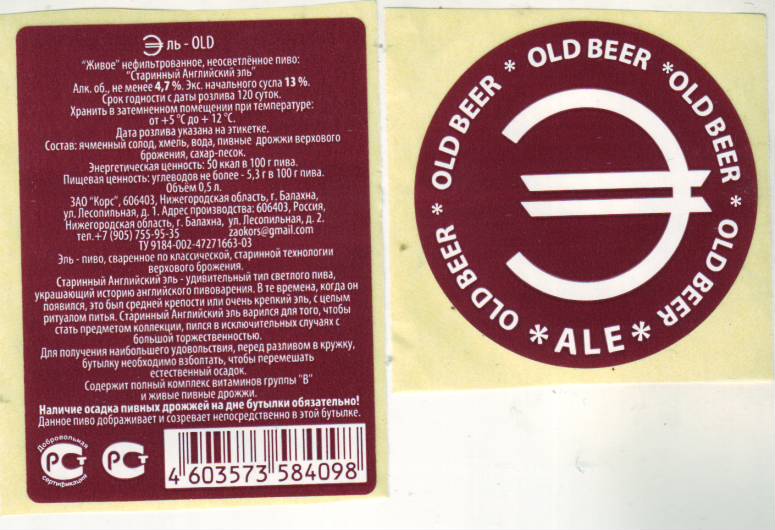 Э ль - OLD
"Живое" нефильтрованное, неосветлённое пиво:
"Старинный Английский эль"
Алк. об., не менее 4,7 %. Экс. начального сусла 13 %.
Срок годности с даты розлива 120 суток.
Хранить в затемненном помещении при температуре:
от +5 °C до + 12 °C.
Дата розлива указана на этикетке.
Состав: ячменный солод, хмель, вода, пивные дрожжи верхового
брожения, сахар-песок.
Энергетическая ценность: 50 ккал в 100 г пива.
Пищевая ценность: углеводов не более - 5,3 г в 100 г пива.
Объём 0,5 л.
ЗАО "Корс", 606403, Нижегородская область, г. Балахна,
ул. Лесопильная, д. 1. Адрес производства: 606403, Россия,
Нижегородская область, г. Балахна, ул. Лесопильная, д. 2.
тел.+7 (905) 755-95-35 zaokors@gmail.com
ТУ 9184-002-47271663-03
Эль - пиво, сваренное по классической, старинной технологии
верхового брожения.
Старинный Английский эль - удивительный тип светлого пива,
украшающий историю английского пивоварения. В те времена, когда он
появился, это был средней крепости или очень крепкий эль, с целым
ритуалом питья. Старинный Английский эль варился для того, чтобы
стать предметом коллекции, пился в исключительных случаях с
большой торжественностью.
Для получения наибольшего удовольствия, перед разливом в кружку,
бутылку необходимо взболтать, чтобы перемешать
естественный осадок.
Содержит полный комплекс витаминов группы "В"
и живые пивные дрожжи.
Наличие осадка пивных дрожжей на дне бутылки обязательно!
Данное пиво дображивает и созревает непосредственно в этой бутылке.
Добровольная
РСТ
сертификация
РСТ
4 603573 584098
OLD BEER * OLD BEER * OLD BEER * OLD BEER * OLD BEER * OLD BEER
* ALE *